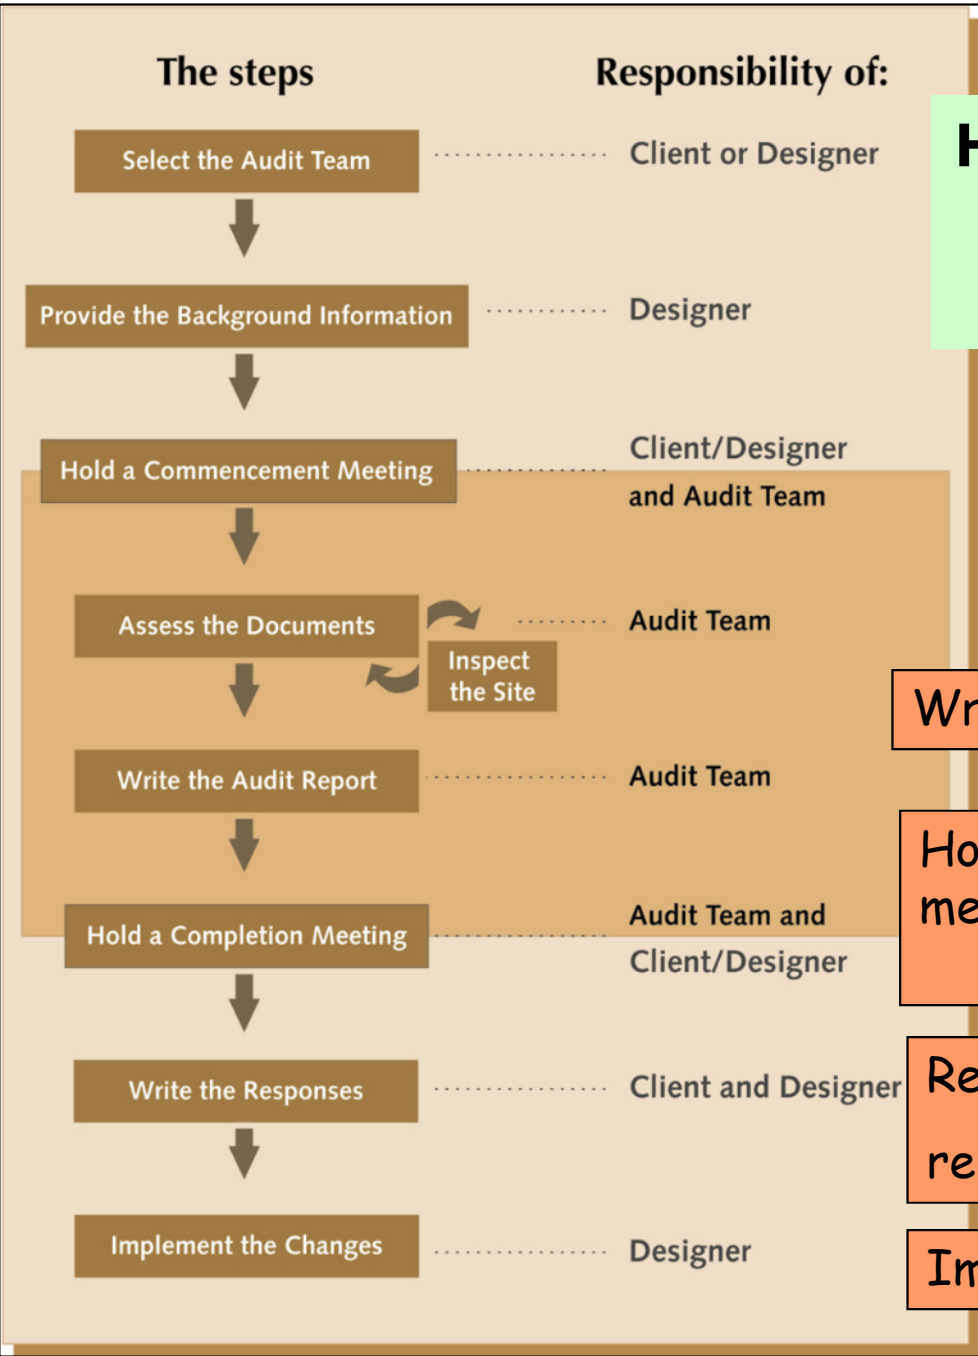 The steps
Responsibility of:
Select the Audit Team
Client or Designer
Provide the Background Information
Designer
Hold a Commencement Meeting
Client/Designer
and Audit Team
Assess the Documents
Audit Team
Inspect
the Site
Write the Audit Report
Audit Team
Hold a Completion Meeting
Audit Team and
Client/Designer
Write the Responses
Client and Designer
Implement the Changes
Designer